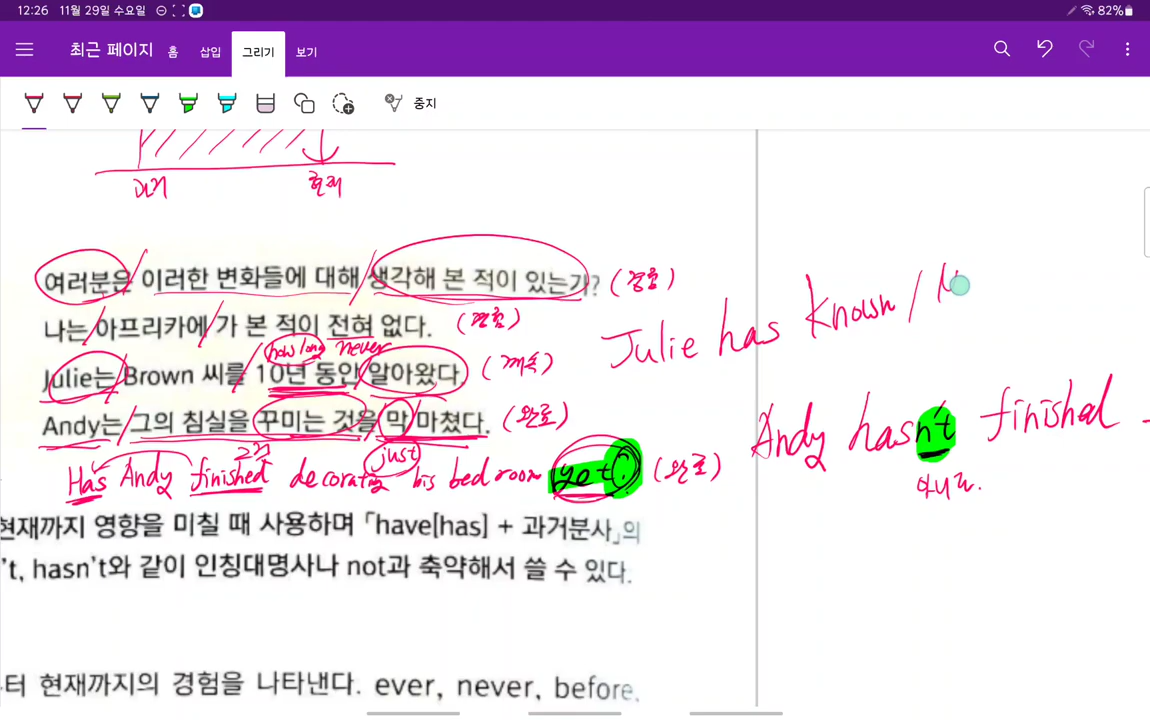 12:26 11월 29일 수요일 82%
최근 페이지 홈 삽입 그리기 보기
중지
과거 현재
여러분은 / 이러한 변화들에 대해 / 생각해 본 적이 있는가? (경험)
나는 / 아프리카에 / 가 본 적이 전혀 없다. (경험)
how long never
Julie는 / Brown 씨를 / 10년 동안 / 알아왔다. (계속)
Julie has known /
Andy는 / 그의 침실을 꾸미는 것을 막 마쳤다. (완료)
Andy hasn't finished
just
Has Andy finished decorating his bed room yet? (완료)
현재까지 영향을 미칠 때 사용하며 「have[has] + 과거분사」의
't, hasn't와 같이 인칭대명사나 not과 축약해서 쓸 수 있다.
터 현재까지의 경험을 나타낸다. ever, never, before.